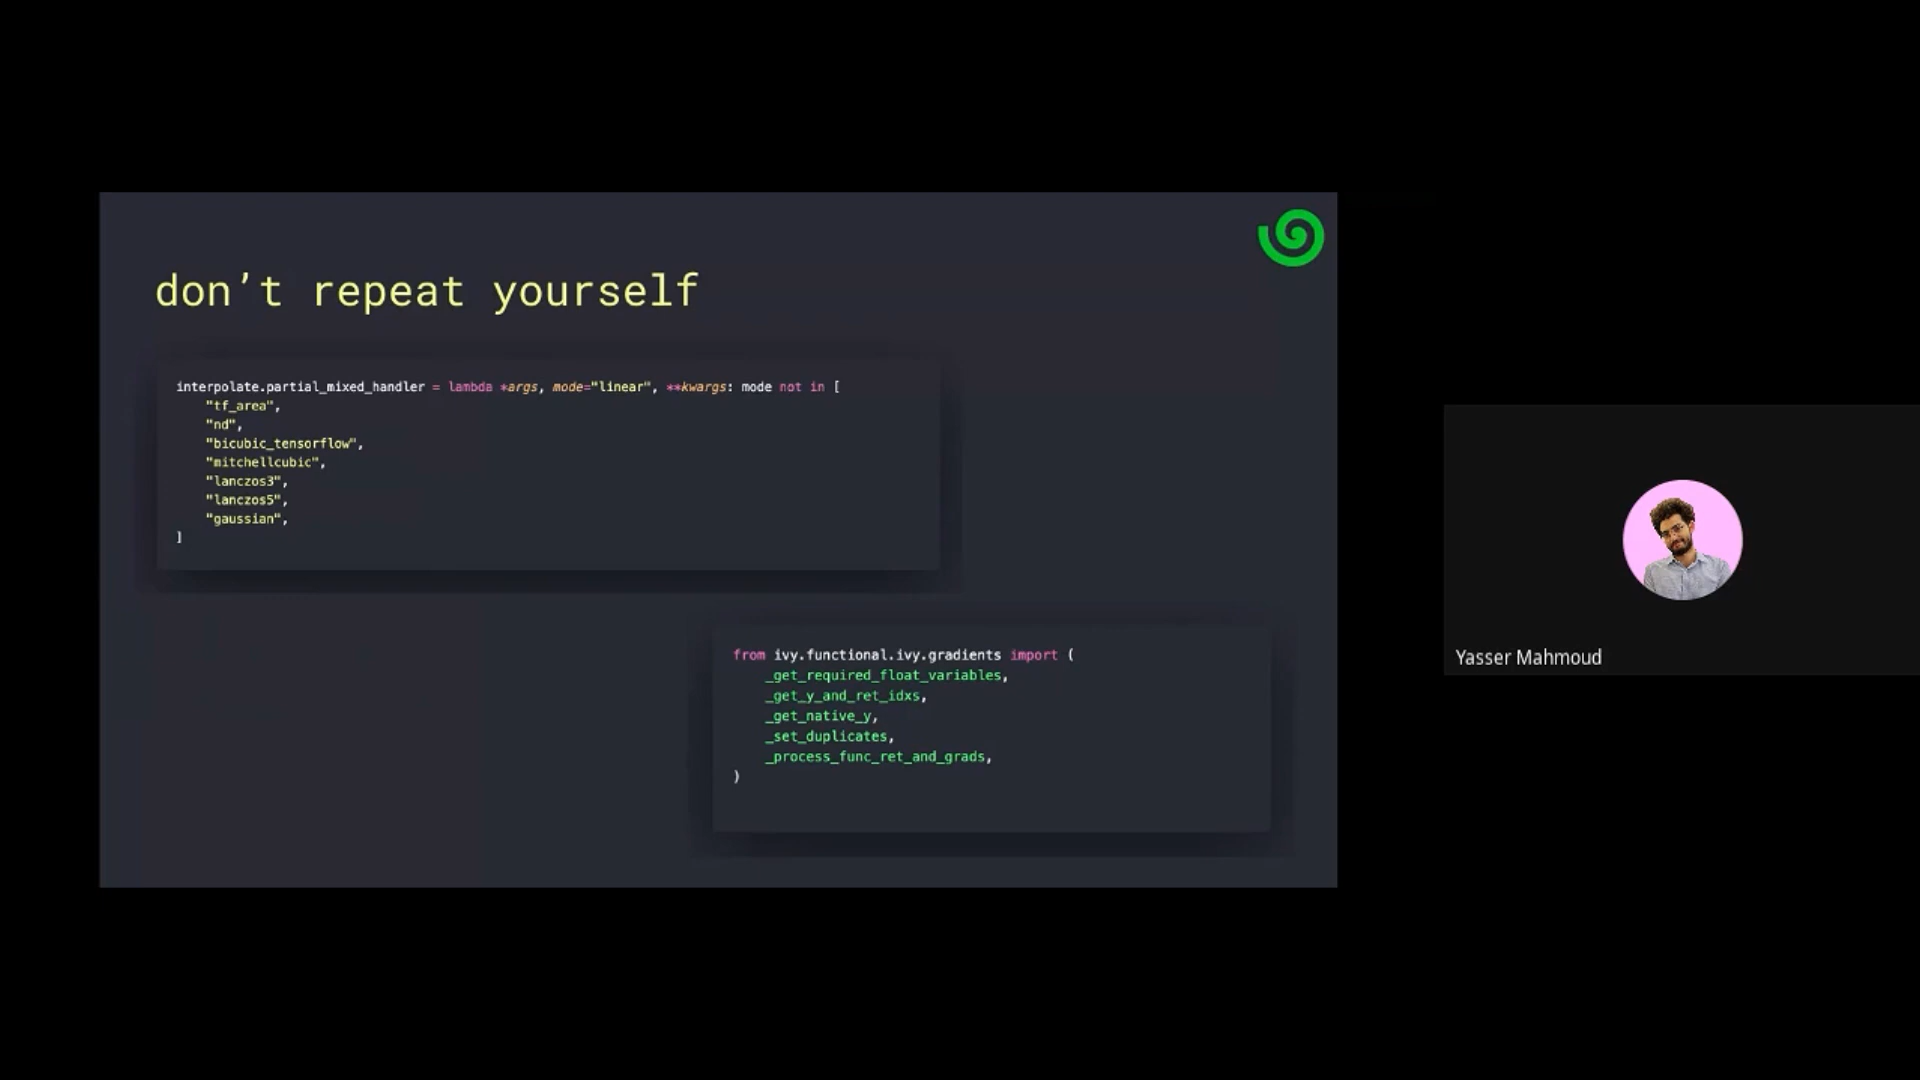 don’t repeat yourself
interpolate.partial_mixed_handler = lambda *args, mode="linear", **kwargs: mode not in [
"tf_area",
"nd",
"bicubic_tensorflow",
"mitchellcubic",
"lanczos3",
"lanczos5",
"gaussian",
]
from ivy.functional.ivy.gradients import (
_get_required_float_variables,
_get_y_and_ret_idxs,
_get_native_y,
_set_duplicates,
_process_func_ret_and_grads,
)
Yasser Mahmoud